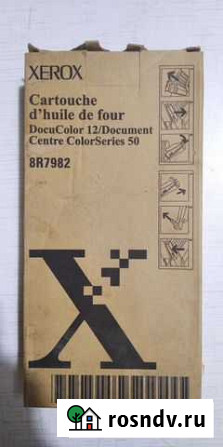 XEROX
Cartouche
d'huile de four
DocuColor 12/Document
Centre ColorSeries 50
8R7982
X
rosndv.ru